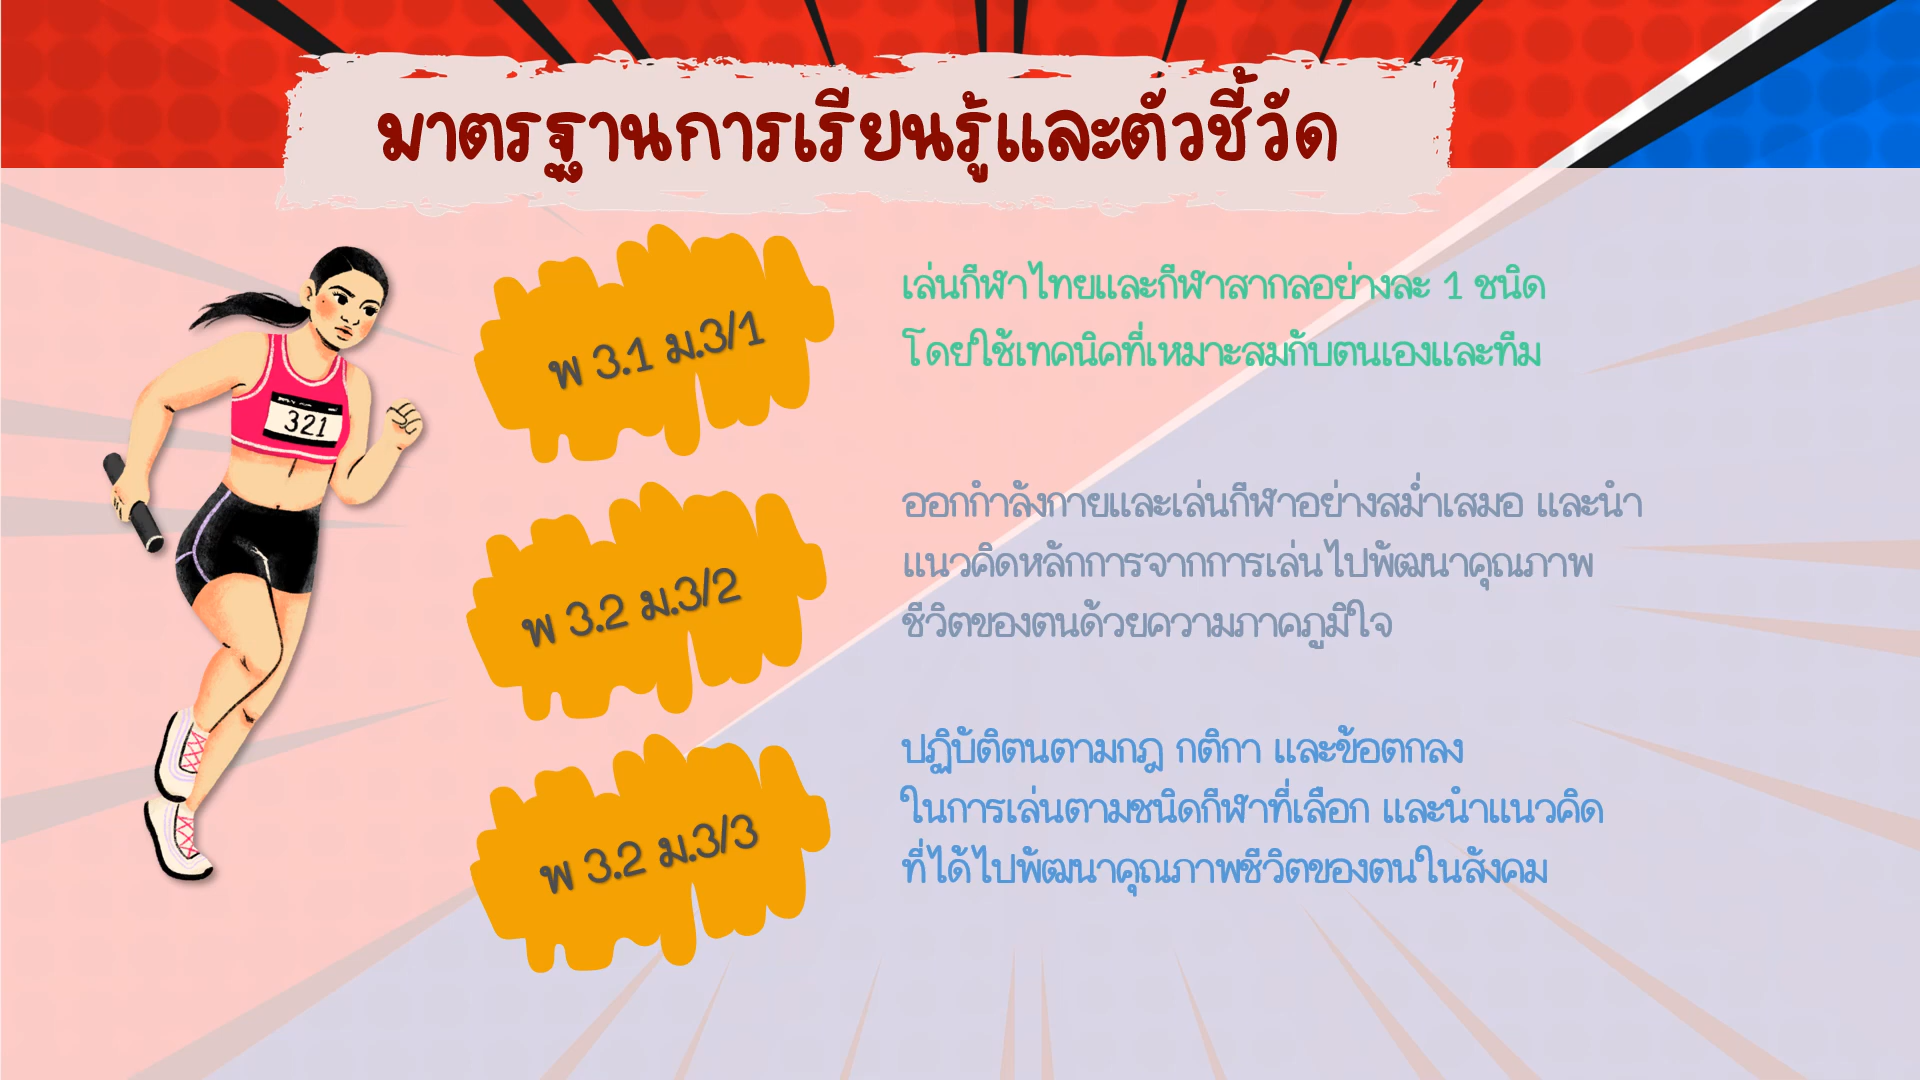 มาตรฐานการเรียนรู้และตัวชี้วัด
321
พ 3.1 ม.3/1
เล่นกีฬาไทยและกีฬาสากลอย่างละ 1 ชนิด
โดยใช้เทคนิคที่เหมาะสมกับตนเองและทีม
พ 3.2 ม.3/2
ออกกำลังกายและเล่นกีฬาอย่างสม่ำเสมอ และนำ
แนวคิดหลักการจากการเล่นไปพัฒนาคุณภาพ
ชีวิตของตนด้วยความภาคภูมิใจ
พ 3.2 ม.3/3
ปฏิบัติตนตามกฎ กติกา และข้อตกลง
ในการเล่นตามชนิดกีฬาที่เลือก และนำแนวคิด
ที่ได้ไปพัฒนาคุณภาพชีวิตของตนในสังคม